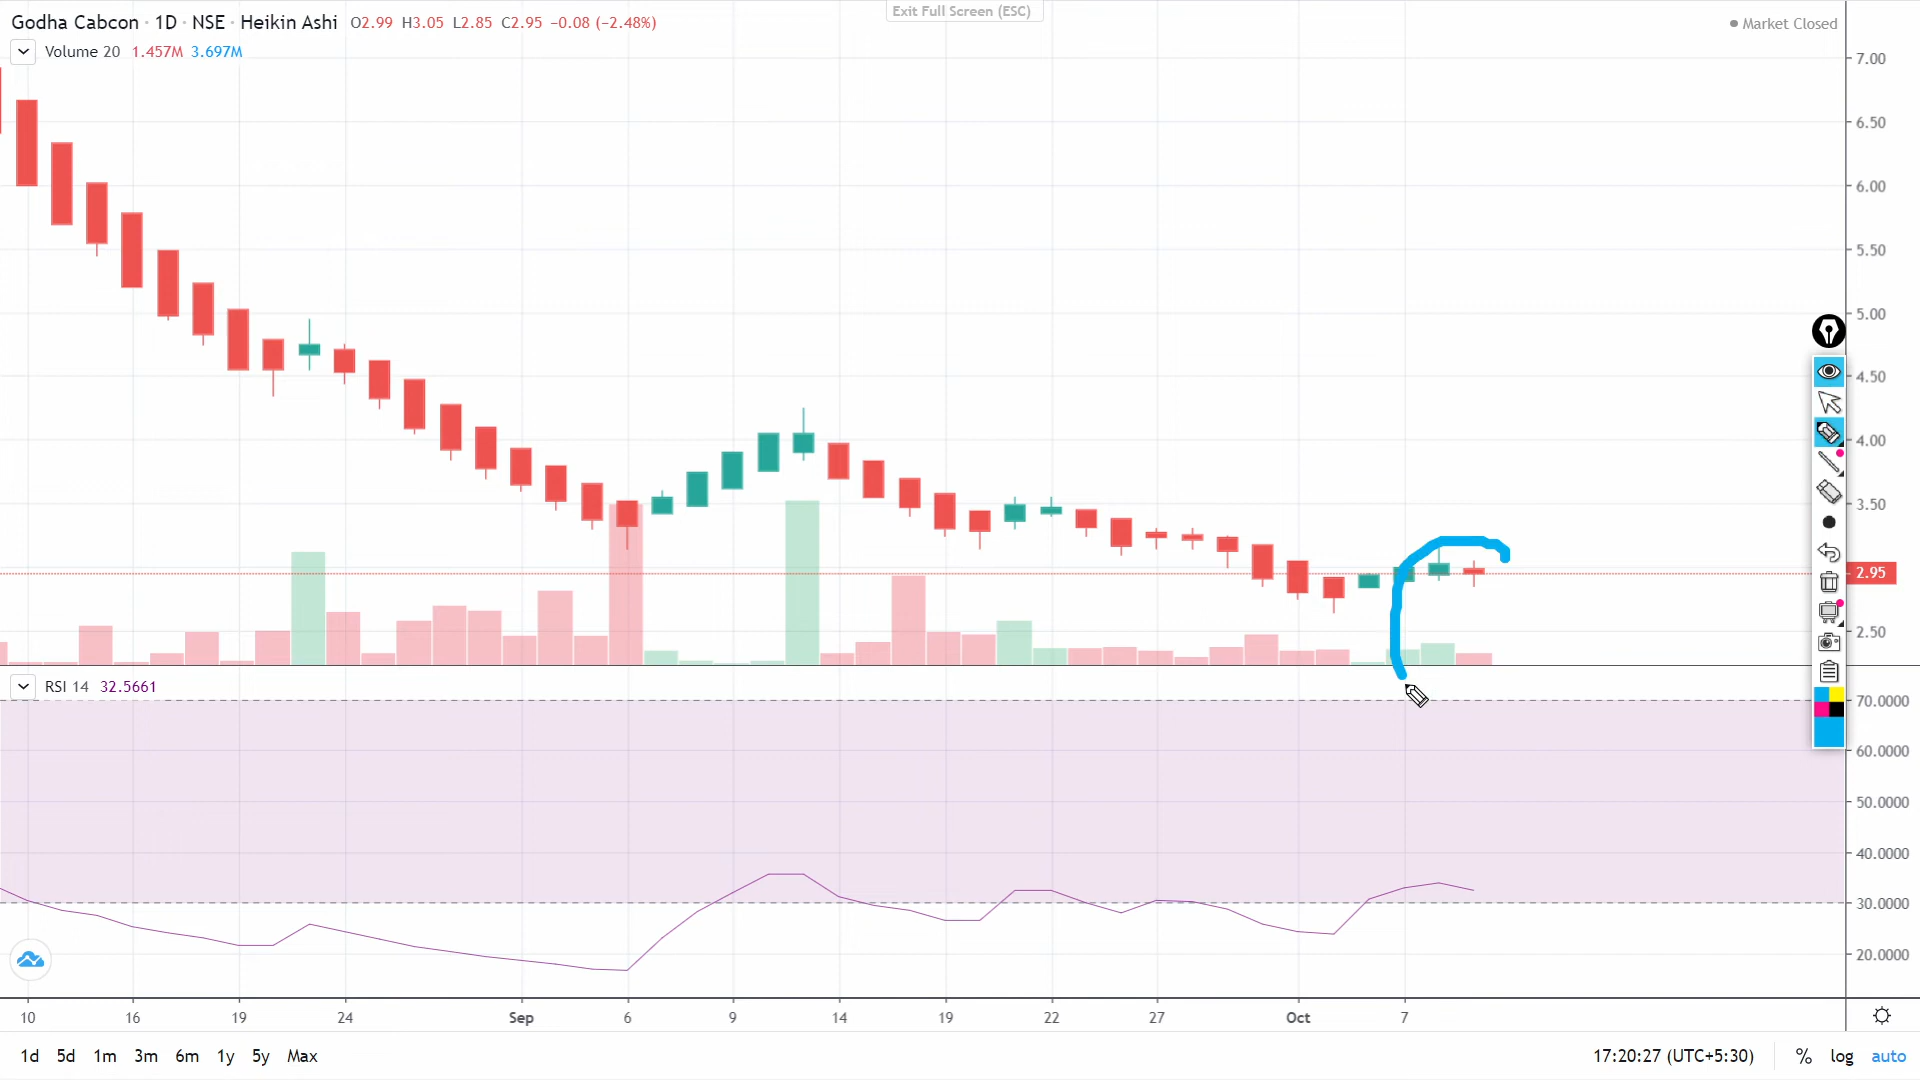 Exit Full Screen (ESC)
Godha Cabcon · 1D · NSE · Heikin Ashi O2.99 H3.05 L2.85 C2.95 −0.08 (−2.48%)
Market Closed
Volume 20 1.457M 3.697M
7.00
6.50
6.00
5.50
5.00
4.50
4.00
3.50
2.95
2.50
RSI 14 32.5661
70.0000
60.0000
50.0000
40.0000
30.0000
20.0000
10 16 19 24 Sep 6 9 14 19 22 27 Oct 7
1d 5d 1m 3m 6m 1y 5y Max 17:20:27 (UTC+5:30) % log auto